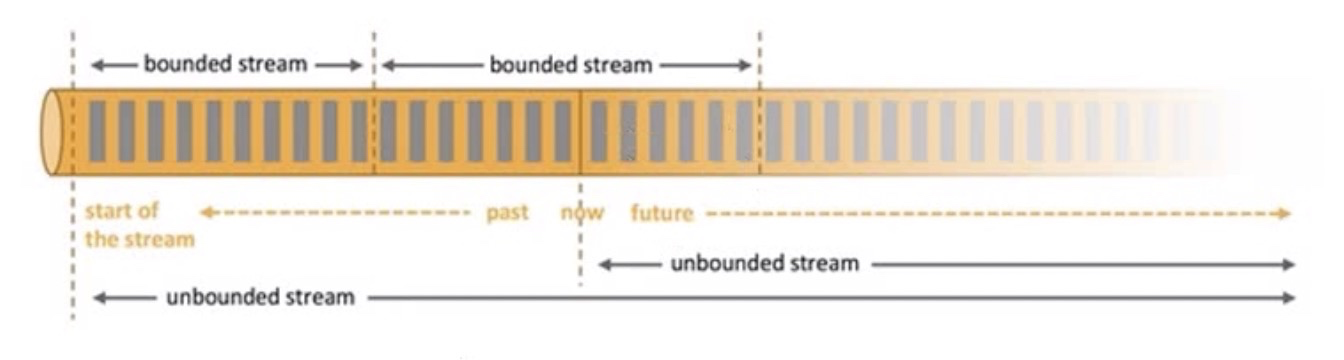 bounded stream bounded stream
start of past now future
the stream
unbounded stream
unbounded stream